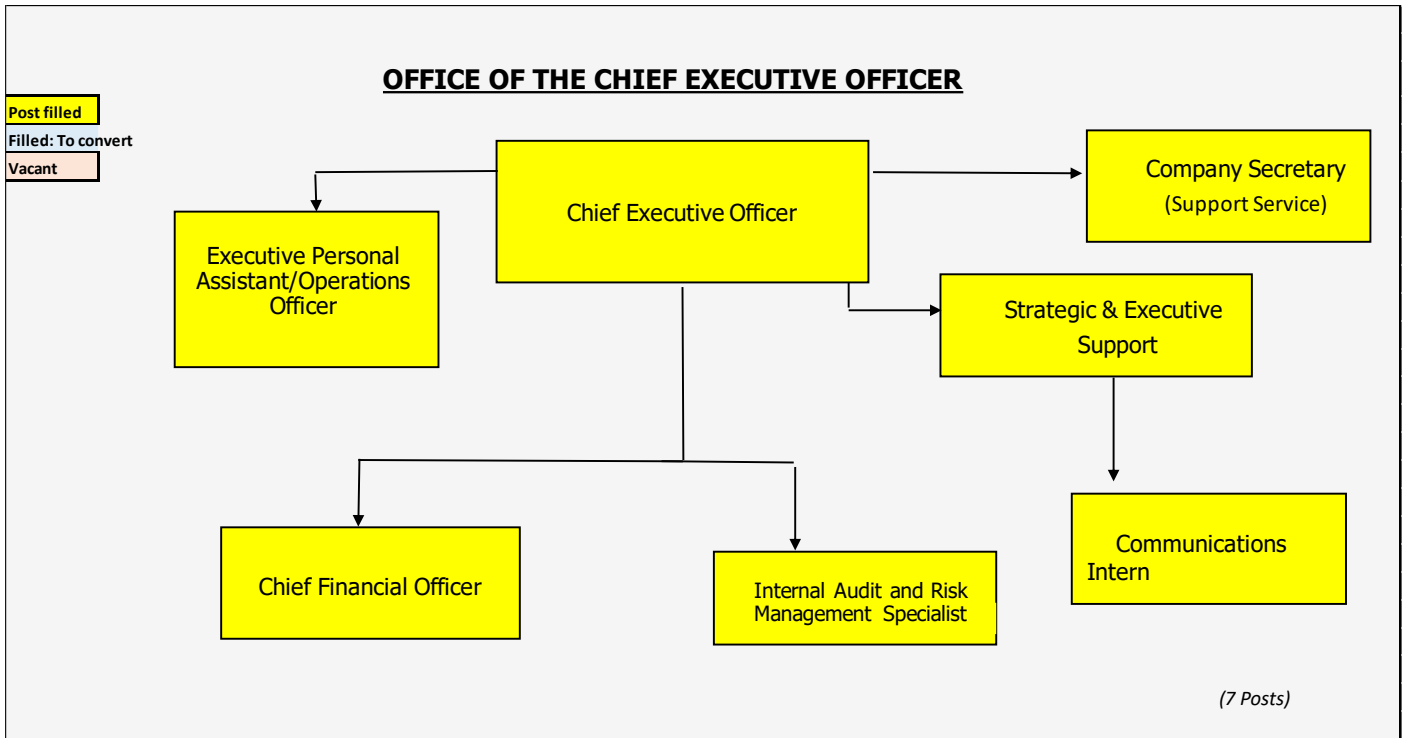 OFFICE OF THE CHIEF EXECUTIVE OFFICER
Post filled
Filled: To convert
Vacant
Chief Executive Officer
Company Secretary
(Support Service)
Executive Personal
Assistant/Operations
Officer
Strategic & Executive
Support
Chief Financial Officer
Internal Audit and Risk
Management Specialist
Communications
Intern
(7 Posts)